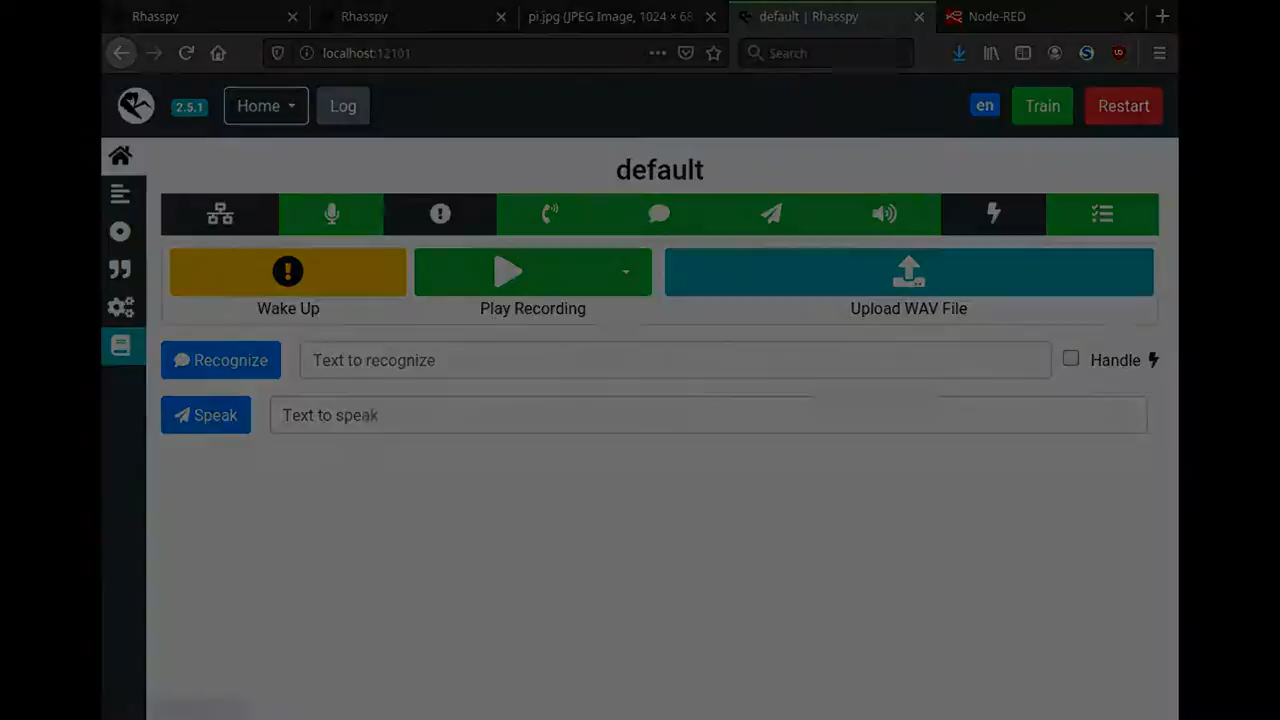 Rhasspy
Rhasspy
pi.jpg (JPEG Image, 1024 × 68
default | Rhasspy
Node-RED
localhost:12101
Search
2.5.1
Home
Log
en
Train
Restart
default
Wake Up
Play Recording
Upload WAV File
Recognize
Text to recognize
Handle
Speak
Text to speak